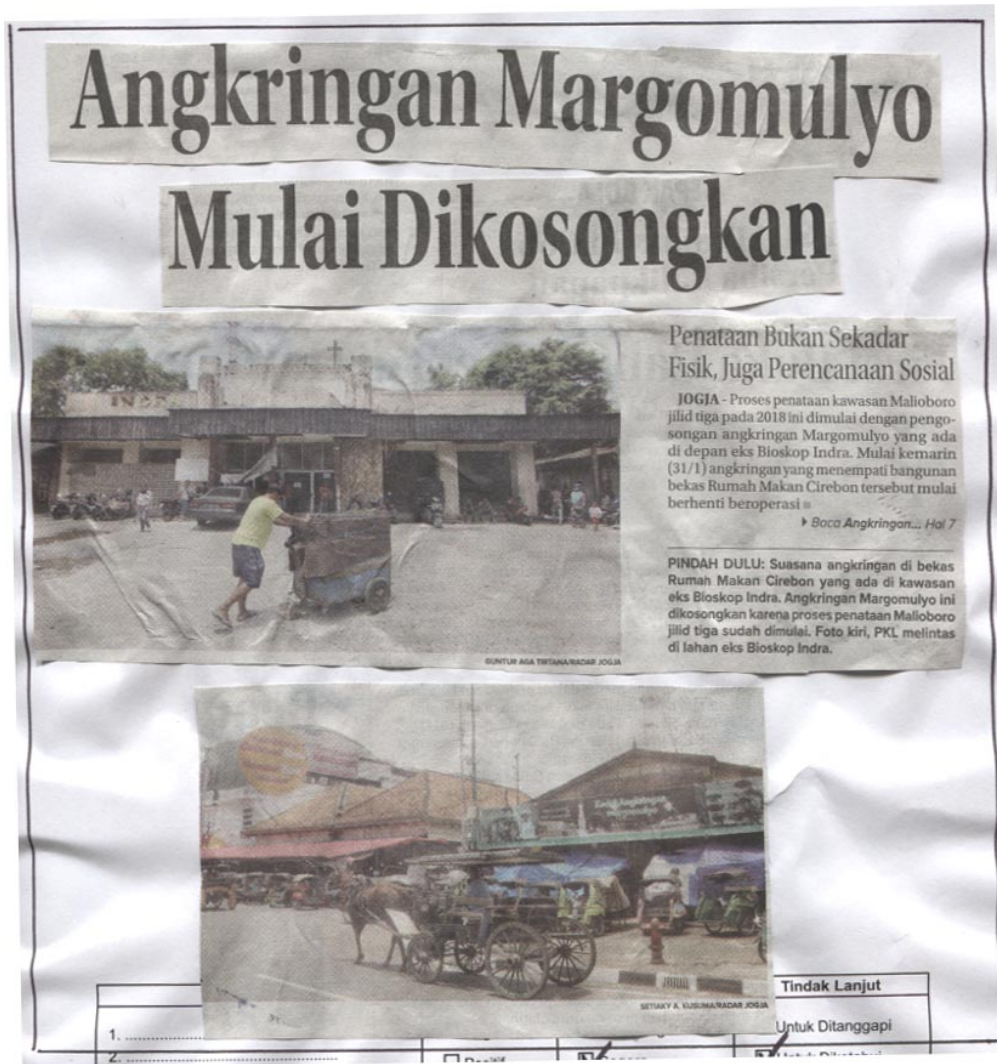 Angkringan Margomulyo
Mulai Dikosongkan
Penataan Bukan Sekadar
Fisik, Juga Perencanaan Sosial
JOGJA - Proses penataan kawasan Malioboro
jilid tiga pada 2018 ini dimulai dengan pengo-
songan angkringan Margomulyo yang ada
di depan eks Bioskop Indra. Mulai kemarin
(31/1) angkringan yang menempati bangunan
bekas Rumah Makan Cirebon tersebut mulai
berhenti beroperasi
Baca Angkringan... Hal 7
PINDAH DULU: Suasana angkringan di bekas
Rumah Makan Cirebon yang ada di kawasan
eks Bioskop Indra. Angkringan Margomulyo ini
dikosongkan karena proses penataan Malioboro
jilid tiga sudah dimulai. Foto kiri, PKL melintas
di lahan eks Bioskop Indra.
GUNTUR AGA TIRTANA/RADAR JOGJA
SETIAKY A. KUSUMA/RADAR JOGJA
Tindak Lanjut
1. Untuk Ditanggapi
2.